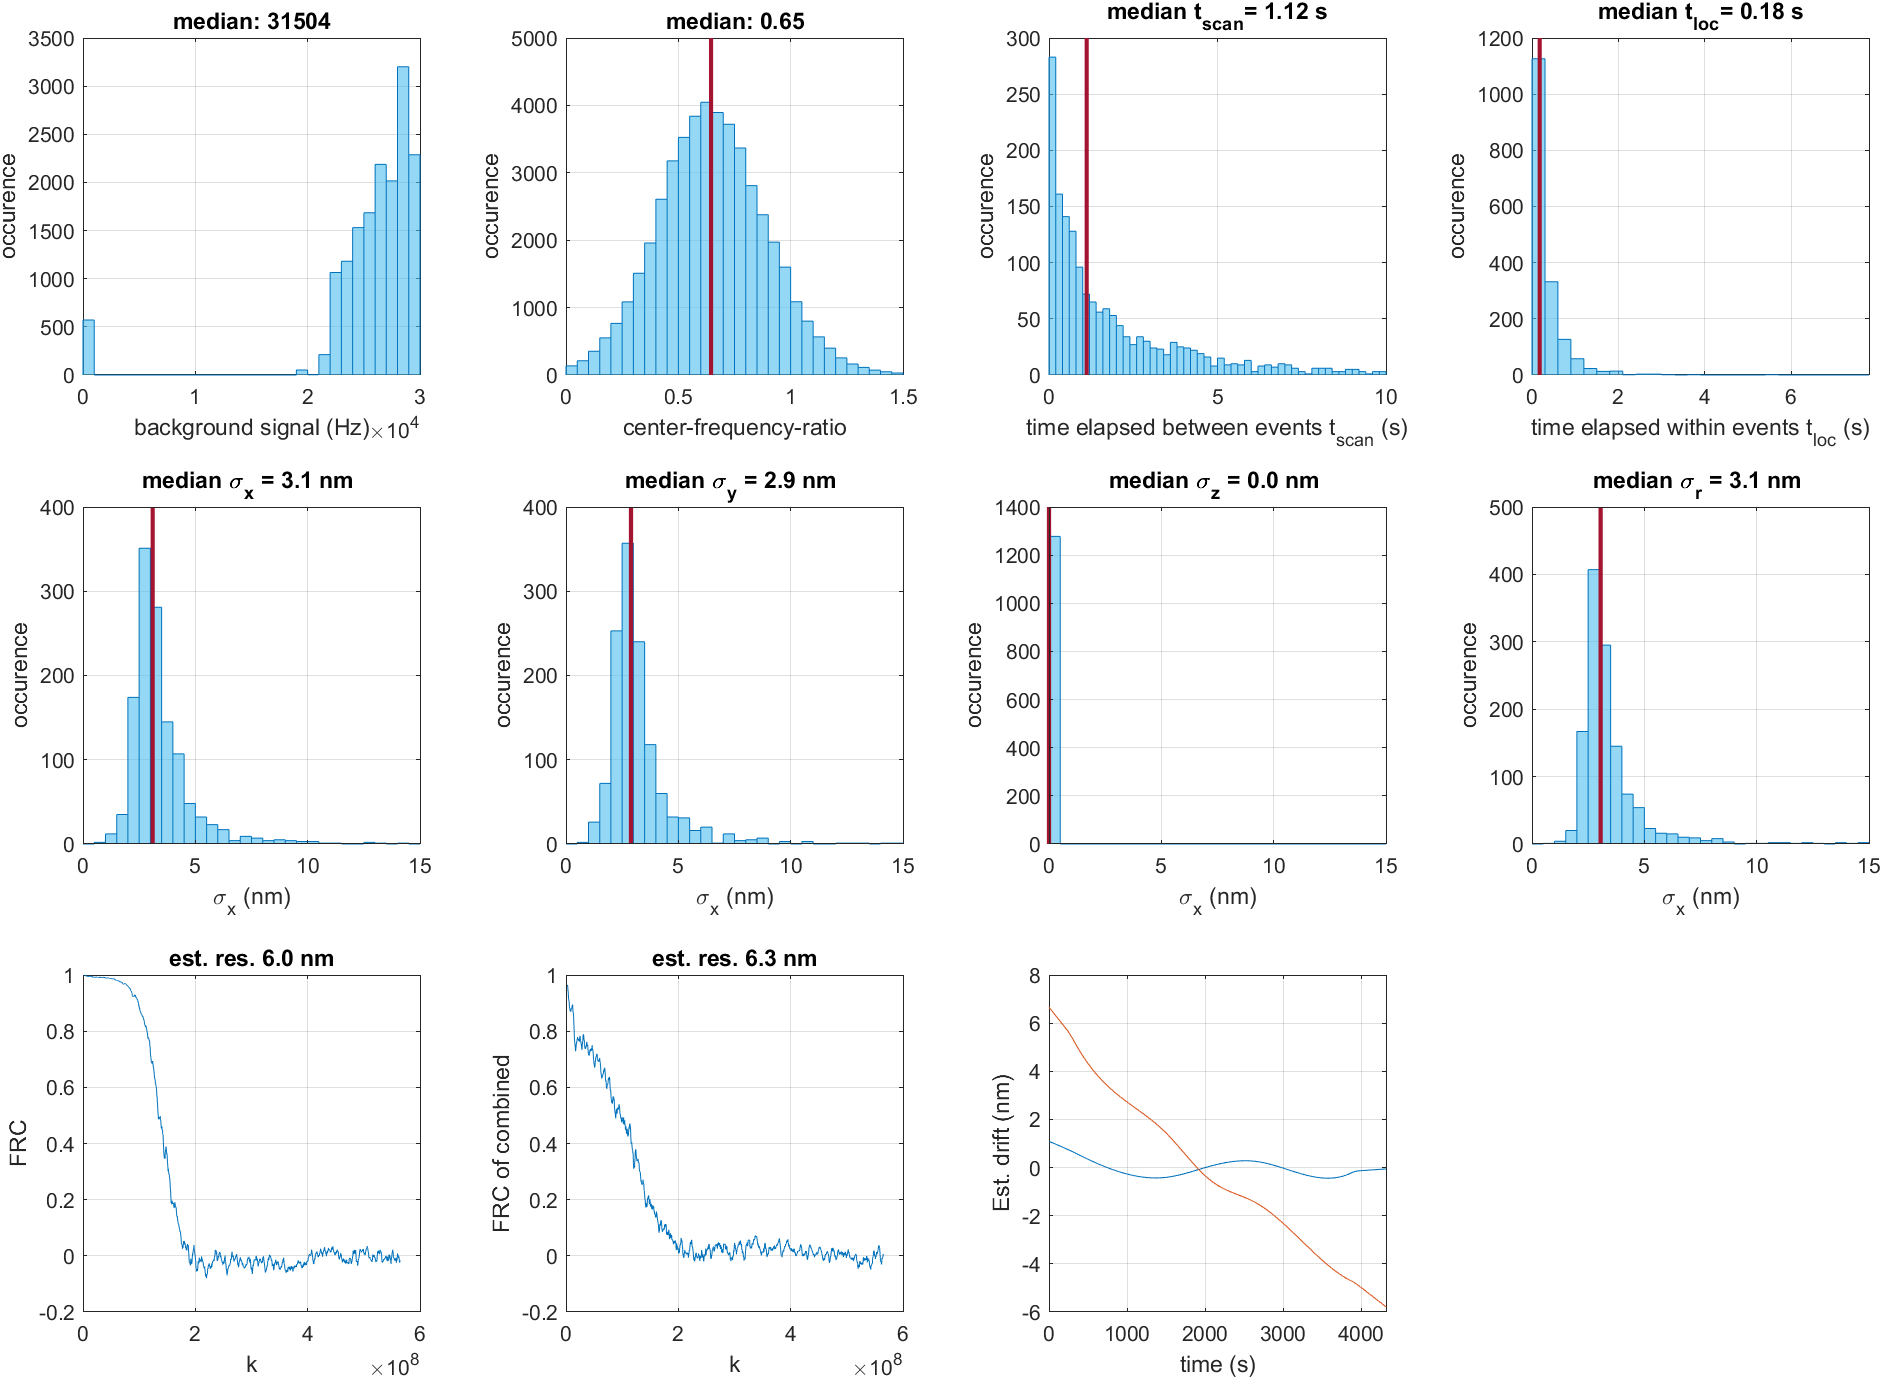 median: 31504
3500
3000
2500
2000
1500
1000
500
0
occurence
0 1 2 3
background signal (Hz) ×10^4
median: 0.65
5000
4000
3000
2000
1000
0
occurence
0 0.5 1 1.5
center-frequency-ratio
median t_scan= 1.12 s
300
250
200
150
100
50
0
occurence
0 5 10
time elapsed between events t_scan (s)
median t_loc= 0.18 s
1200
1000
800
600
400
200
0
occurence
0 2 4 6
time elapsed within events t_loc (s)
median σ_x = 3.1 nm
400
300
200
100
0
occurence
0 5 10 15
σ_x (nm)
median σ_y = 2.9 nm
400
300
200
100
0
occurence
0 5 10 15
σ_x (nm)
median σ_z = 0.0 nm
1400
1200
1000
800
600
400
200
0
occurence
0 5 10 15
σ_x (nm)
median σ_r = 3.1 nm
500
400
300
200
100
0
occurence
0 5 10 15
σ_x (nm)
est. res. 6.0 nm
1
0.8
0.6
0.4
0.2
0
-0.2
FRC
0 2 4 6
k ×10^8
est. res. 6.3 nm
1
0.8
0.6
0.4
0.2
0
-0.2
FRC of combined
0 2 4 6
k ×10^8
8
6
4
2
0
-2
-4
-6
Est. drift (nm)
0 1000 2000 3000 4000
time (s)